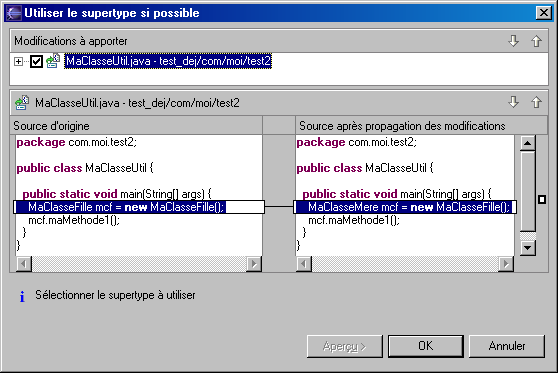 Utiliser le supertype si possible
Modifications à apporter
MaClasseUtil.java - test_dej/com/moi/test2
MaClasseUtil.java - test_dej/com/moi/test2
Source d'origine
package com.moi.test2;
public class MaClasseUtil {
public static void main(String[] args) {
MaClasseFille mcf = new MaClasseFille();
mcf.maMethode1();
}
}
Source après propagation des modifications
package com.moi.test2;
public class MaClasseUtil {
public static void main(String[] args) {
MaClasseMere mcf = new MaClasseFille();
mcf.maMethode1();
}
}
Sélectionner le supertype à utiliser
Aperçu >
OK
Annuler